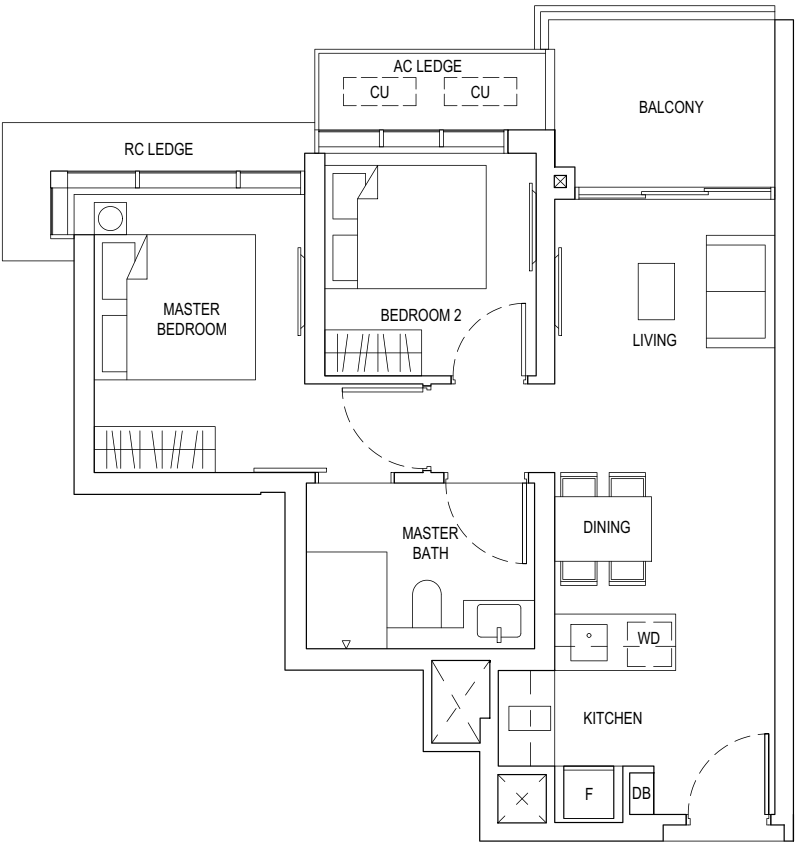 AC LEDGE
CU
CU
BALCONY
RC LEDGE
MASTER
BEDROOM
BEDROOM 2
LIVING
MASTER
BATH
DINING
WD
KITCHEN
F
DB